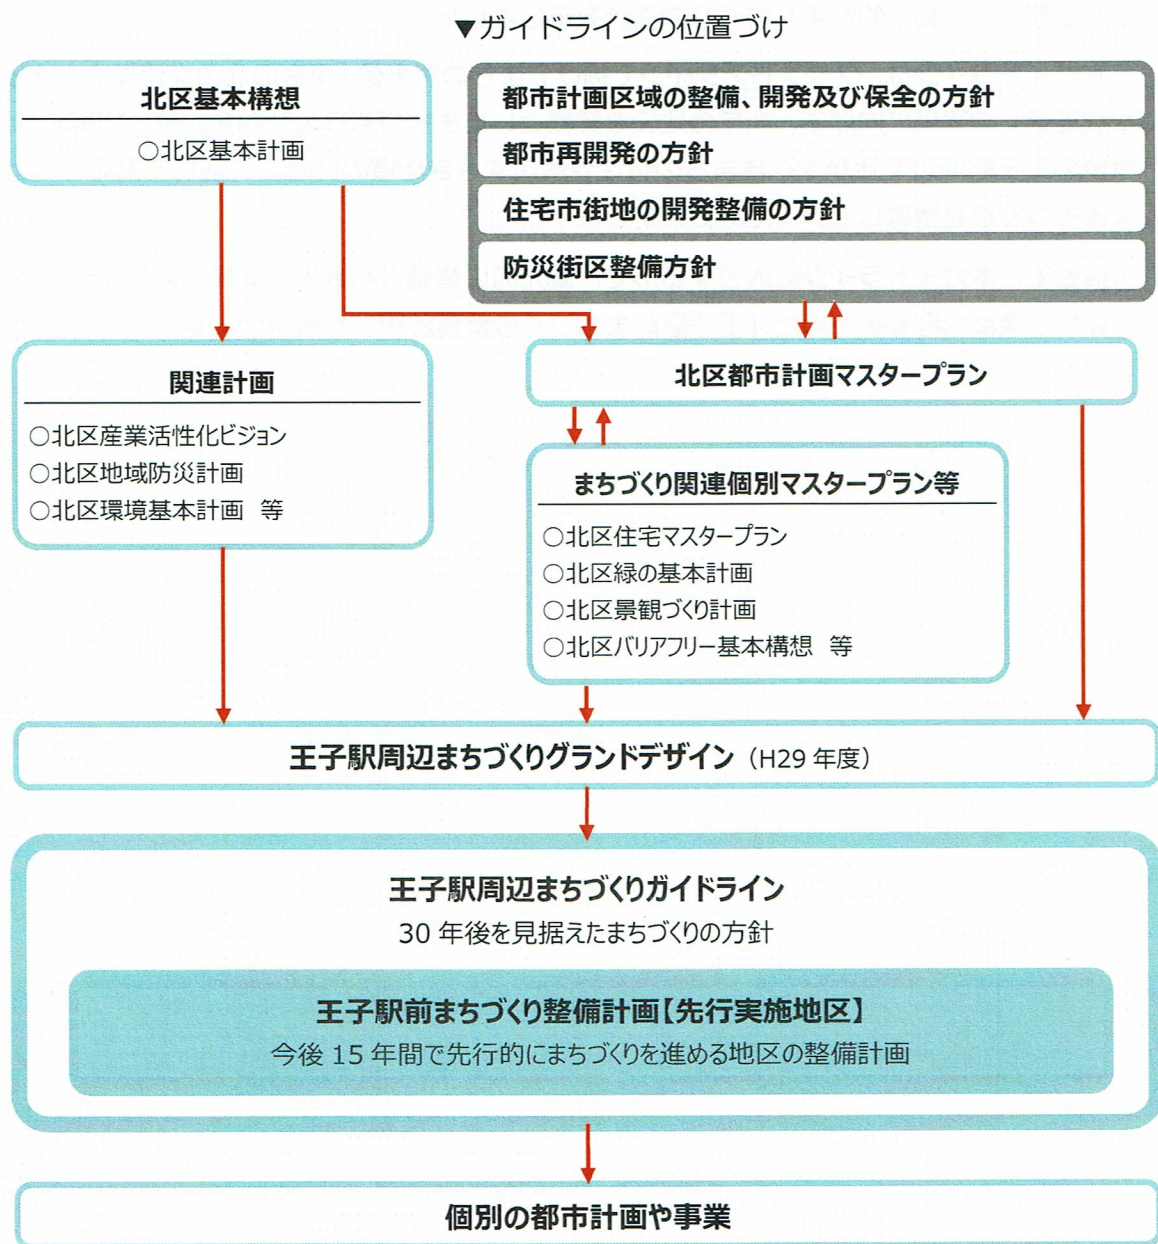 ▼ガイドラインの位置づけ
北区基本構想
○北区基本計画
都市計画区域の整備、開発及び保全の方針
都市再開発の方針
住宅市街地の開発整備の方針
防災街区整備方針
関連計画
○北区産業活性化ビジョン
○北区地域防災計画
○北区環境基本計画 等
北区都市計画マスタープラン
まちづくり関連個別マスタープラン等
○北区住宅マスタープラン
○北区緑の基本計画
○北区景観づくり計画
○北区バリアフリー基本構想 等
王子駅周辺まちづくりグランドデザイン（H29 年度）
王子駅周辺まちづくりガイドライン
30 年後を見据えたまちづくりの方針
王子駅前まちづくり整備計画【先行実施地区】
今後 15 年間で先行的にまちづくりを進める地区の整備計画
個別の都市計画や事業